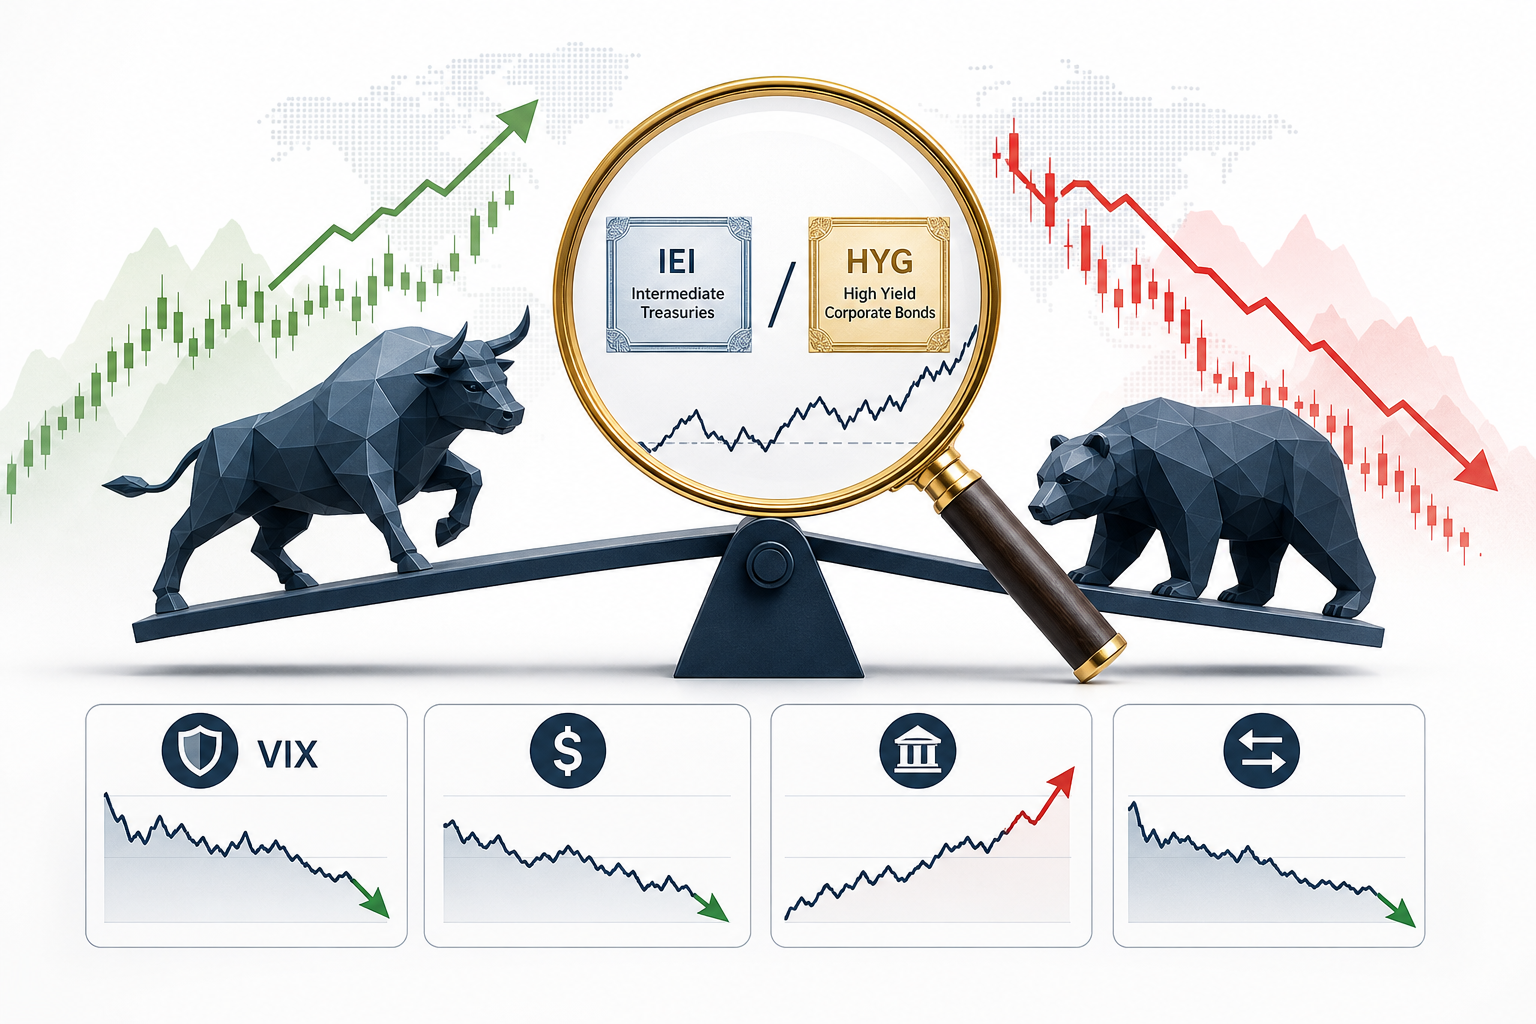 IEI
Intermediate
Treasuries
/
HYG
High Yield
Corporate Bonds
VIX
$